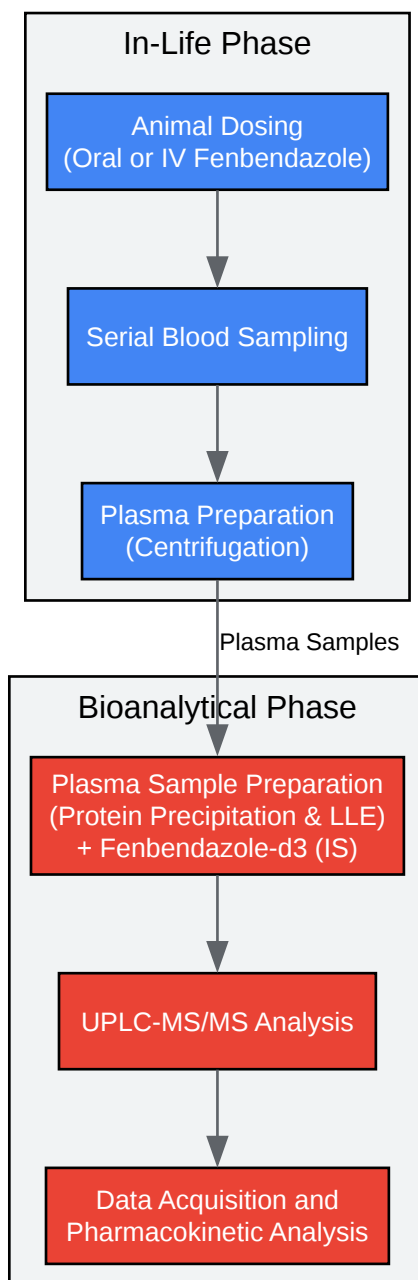 In-Life Phase
Animal Dosing
(Oral or IV Fenbendazole)
Serial Blood Sampling
Plasma Preparation
(Centrifugation)
Plasma Samples
Bioanalytical Phase
Plasma Sample Preparation
(Protein Precipitation & LLE)
+ Fenbendazole-d3 (IS)
UPLC-MS/MS Analysis
Data Acquisition and
Pharmacokinetic Analysis